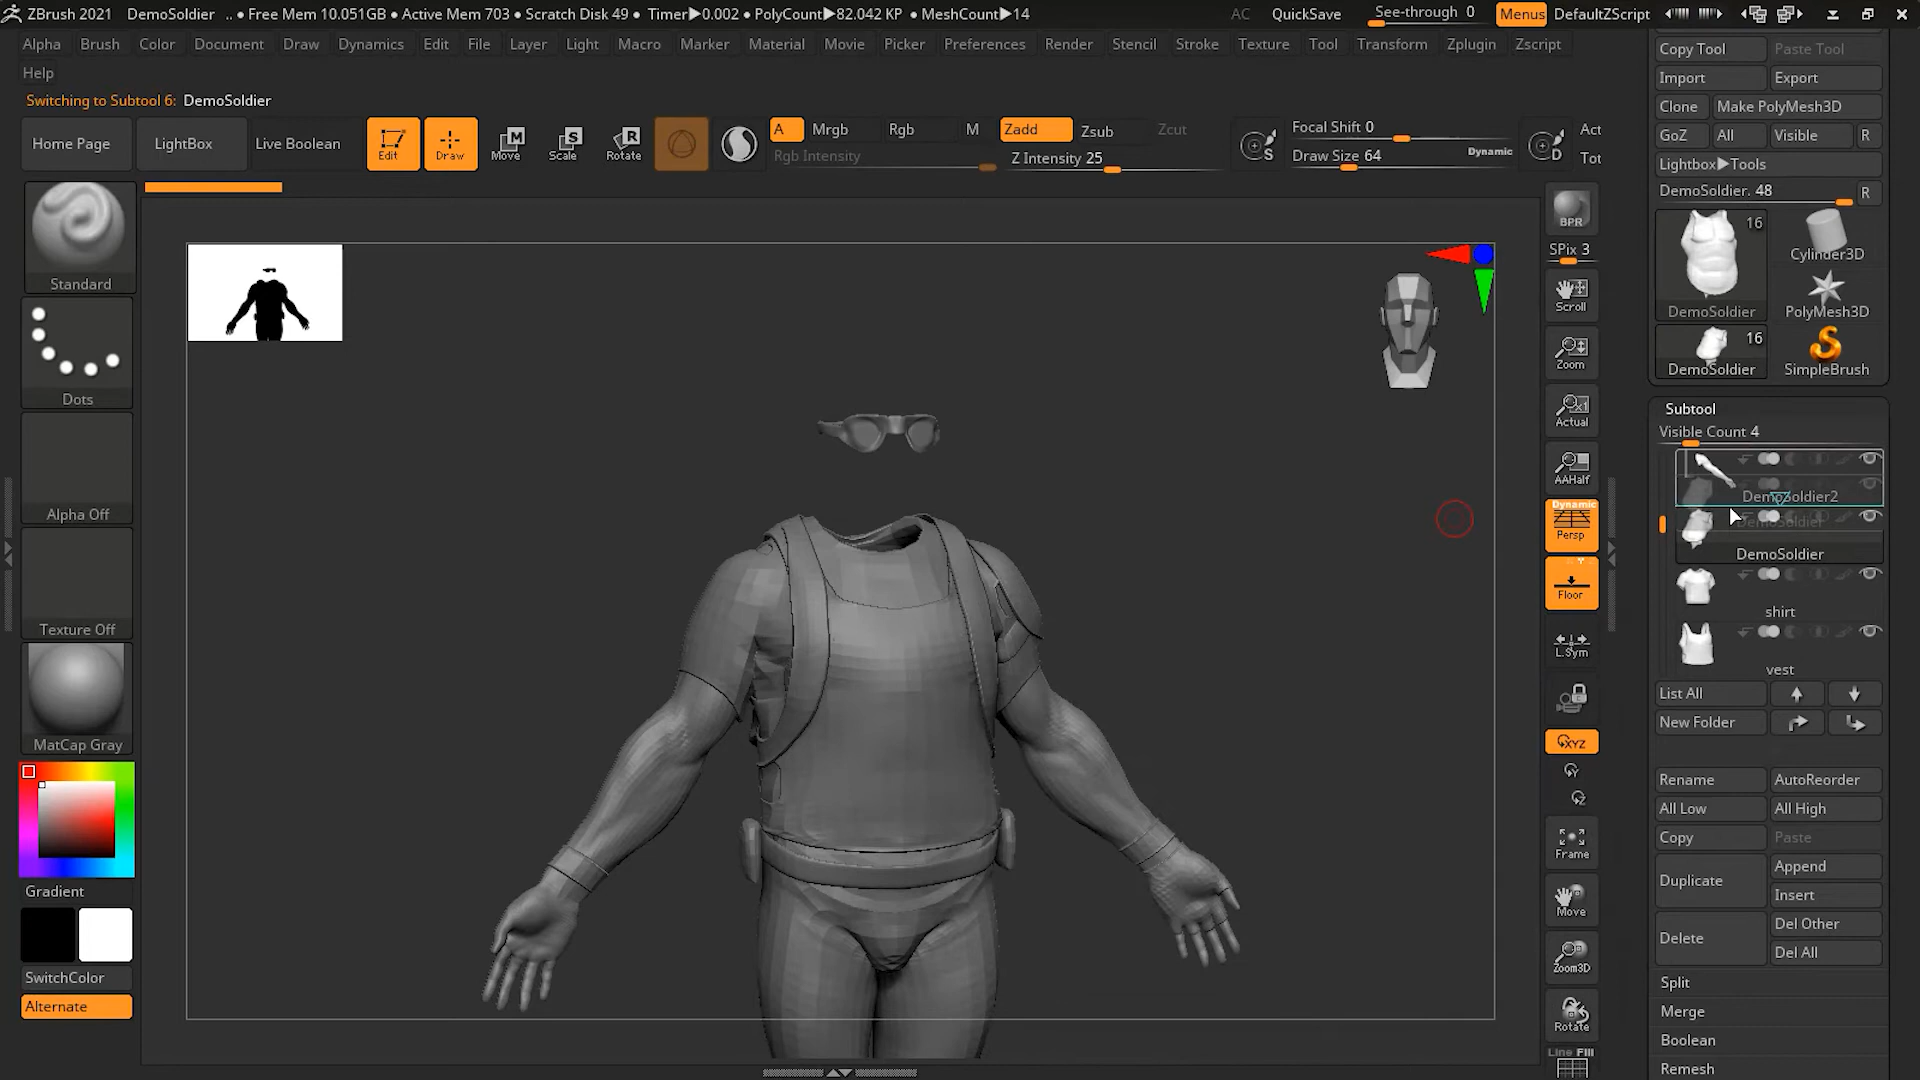 ZBrush 2021 DemoSoldier .. • Free Mem 10.051GB • Active Mem 703 • Scratch Disk 49 • Timer▶0.002 • PolyCount▶82.042 KP • MeshCount▶14 AC QuickSave See-through 0 Menus DefaultZScript
Alpha Brush Color Document Draw Dynamics Edit File Layer Light Macro Marker Material Movie Picker Preferences Render Stencil Stroke Texture Tool Transform Zplugin Zscript
Help
Switching to Subtool 6: DemoSoldier
Home Page
LightBox
Live Boolean
Edit
Draw
M
Move
S
Scale
R
Rotate
A
Mrgb
Rgb
M
Rgb Intensity
Zadd
Zsub
Zcut
Z Intensity 25
S
Focal Shift 0
Draw Size 64
Dynamic
D
Act
Tot
Standard
Dots
Alpha Off
Texture Off
MatCap Gray
Gradient
SwitchColor
Alternate
BPR
SPix 3
Scroll
Zoom
x1
Actual
AAHalf
Dynamic
Persp
Floor
L.Sym
XYZ
Y
Z
Frame
Move
Zoom3D
Rotate
Line Fill
Copy Tool
Paste Tool
Import
Export
Clone
Make PolyMesh3D
GoZ
All
Visible
R
Lightbox▶Tools
DemoSoldier. 48
R
16
DemoSoldier
Cylinder3D
PolyMesh3D
16
DemoSoldier
SimpleBrush
Subtool
Visible Count 4
DemoSoldier2
DemoSoldier
DemoSoldier
shirt
vest
List All
New Folder
Rename
AutoReorder
All Low
All High
Copy
Paste
Duplicate
Append
Insert
Delete
Del Other
Del All
Split
Merge
Boolean
Remesh